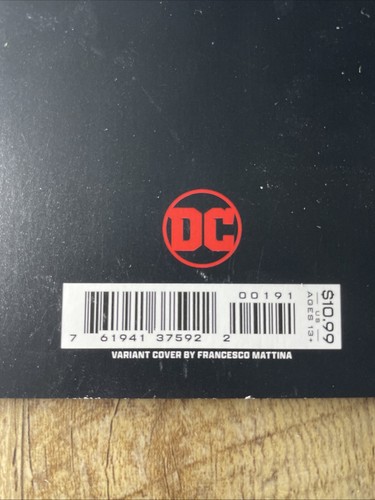 DC
00191
7 61941 37592 2
$10.99
US
AGES 13+
VARIANT COVER BY FRANCESCO MATTINA